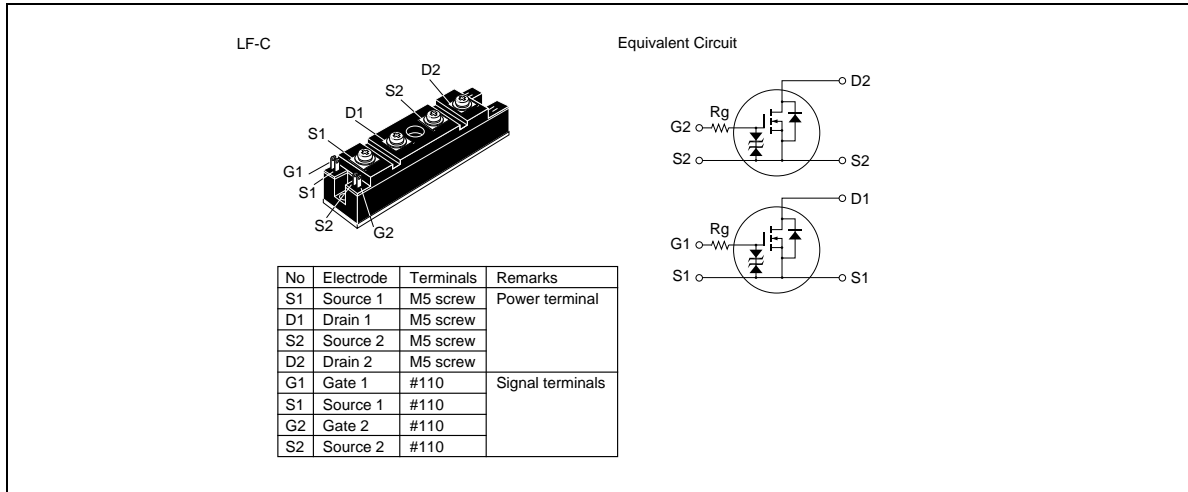 LF-C
D2
S2
D1
S1
G1
S1
S2
G2
Equivalent Circuit
D2
Rg
G2
S2 S2
D1
Rg
G1
S1 S1
No Electrode Terminals Remarks
S1 Source 1 M5 screw Power terminal
D1 Drain 1 M5 screw
S2 Source 2 M5 screw
D2 Drain 2 M5 screw
G1 Gate 1 #110 Signal terminals
S1 Source 1 #110
G2 Gate 2 #110
S2 Source 2 #110